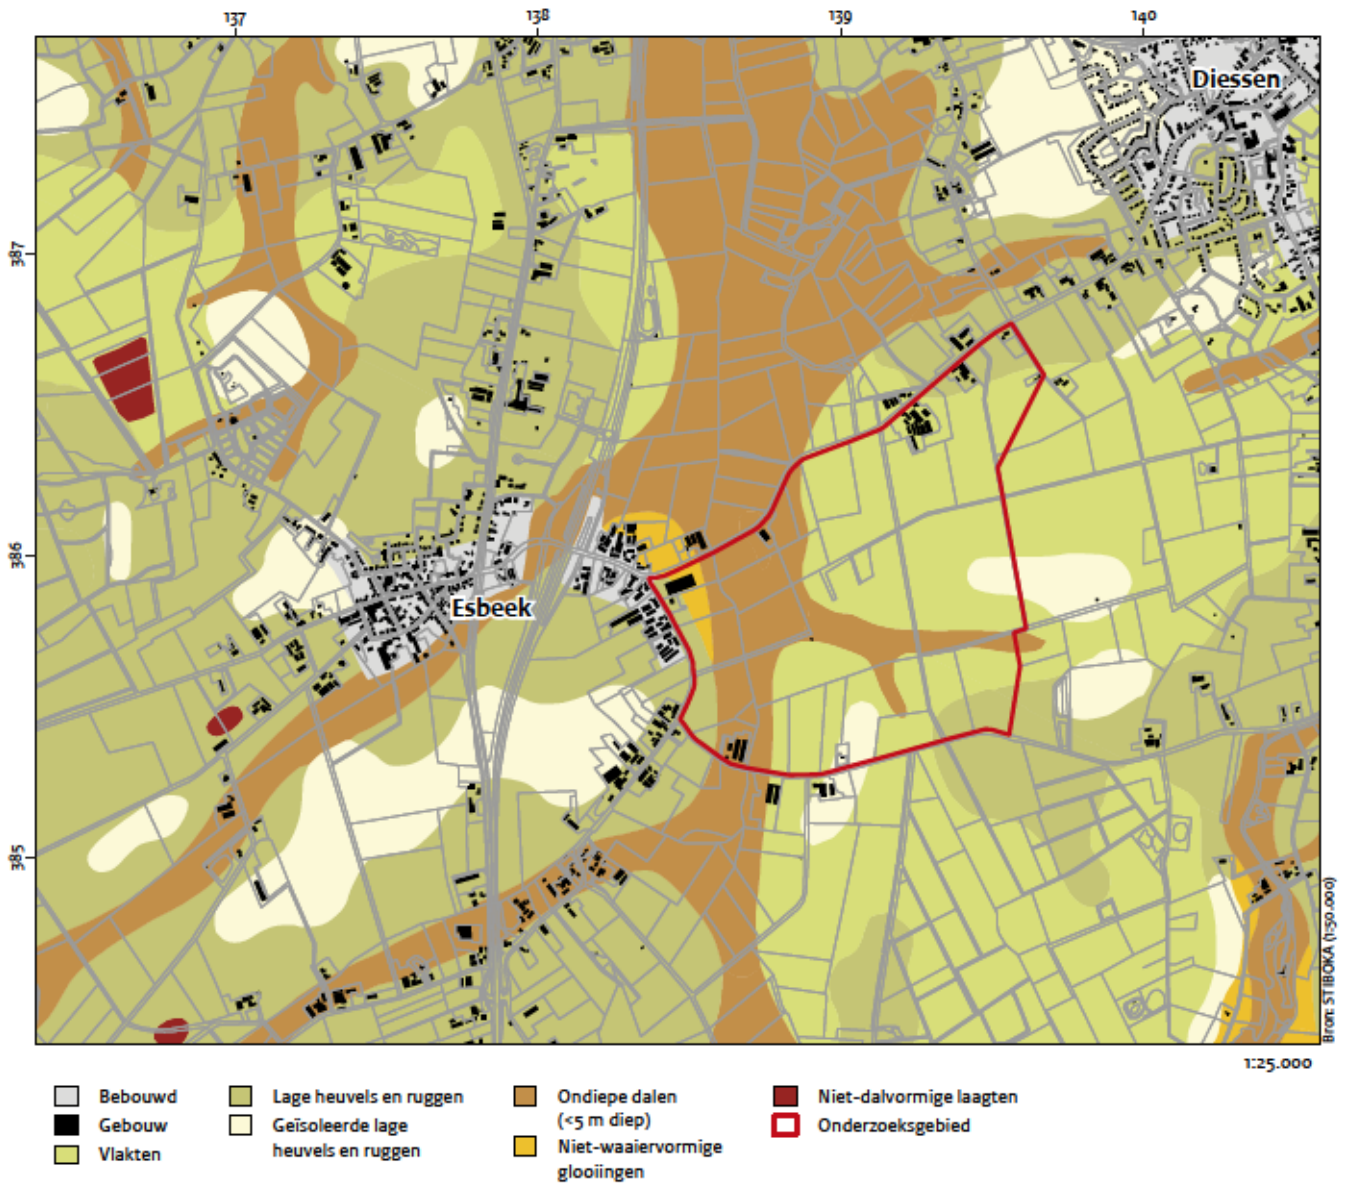 137
138
139
140
Diessen
387
386
Esbeek
385
Bron: STIBOKA (1:50.000)
1:25.000
Bebouwd
Gebouw
Vlakten
Lage heuvels en ruggen
Geïsoleerde lage
heuvels en ruggen
Ondiepe dalen
(<5 m diep)
Niet-waaiervormige
glooiingen
Niet-dalvormige laagten
Onderzoeksgebied